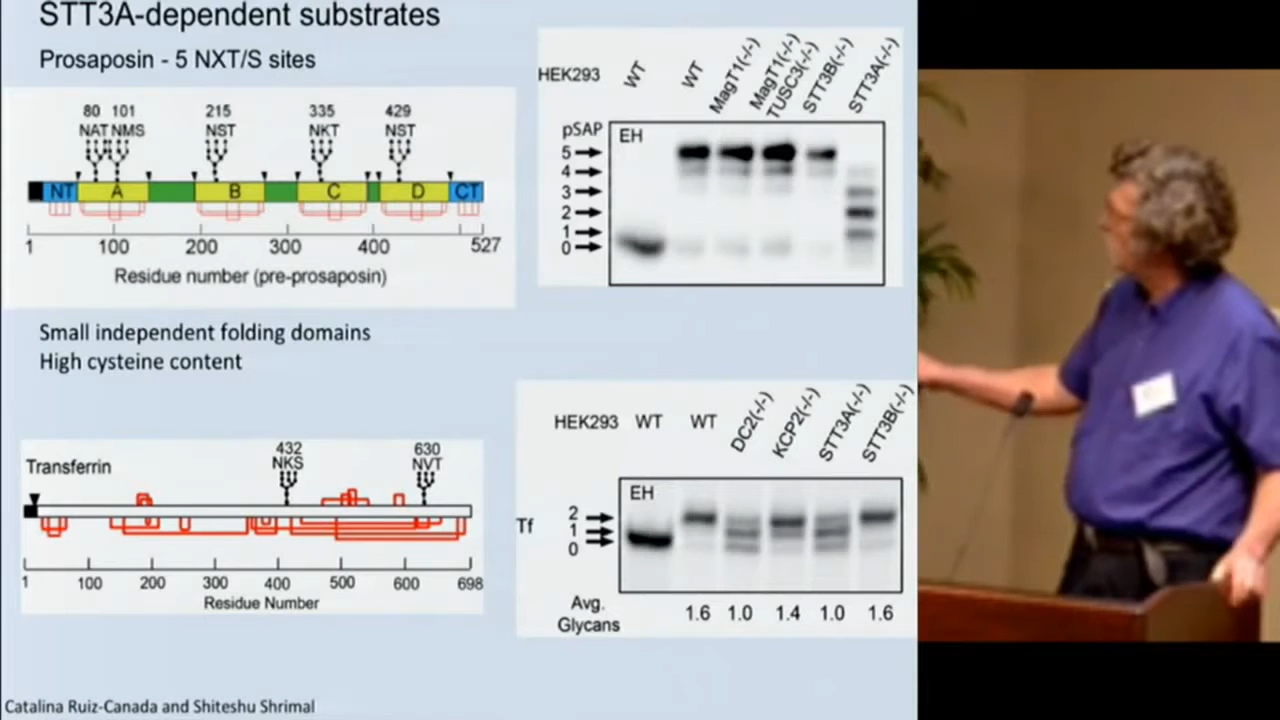 STT3A-dependent substrates
Prosaposin - 5 NXT/S sites
80 101 215 335 429
NAT NMS NST NKT NST
NT A B C D CT
1 100 200 300 400 527
Residue number (pre-prosaposin)
HEK293 WT WT MagT1(-/-) MagT1(-/-) TUSC3(-/-) STT3B(-/-) STT3A(-/-)
pSAP EH
5
4
3
2
1
0
Small independent folding domains
High cysteine content
Transferrin
432 630
NKS NVT
1 100 200 300 400 500 600 698
Residue Number
HEK293 WT WT DC2(-/-) KCP2(-/-) STT3A(-/-) STT3B(-/-)
EH
Tf
2
1
0
Avg.
Glycans 1.6 1.0 1.4 1.0 1.6
Catalina Ruiz-Canada and Shiteshu Shrimal